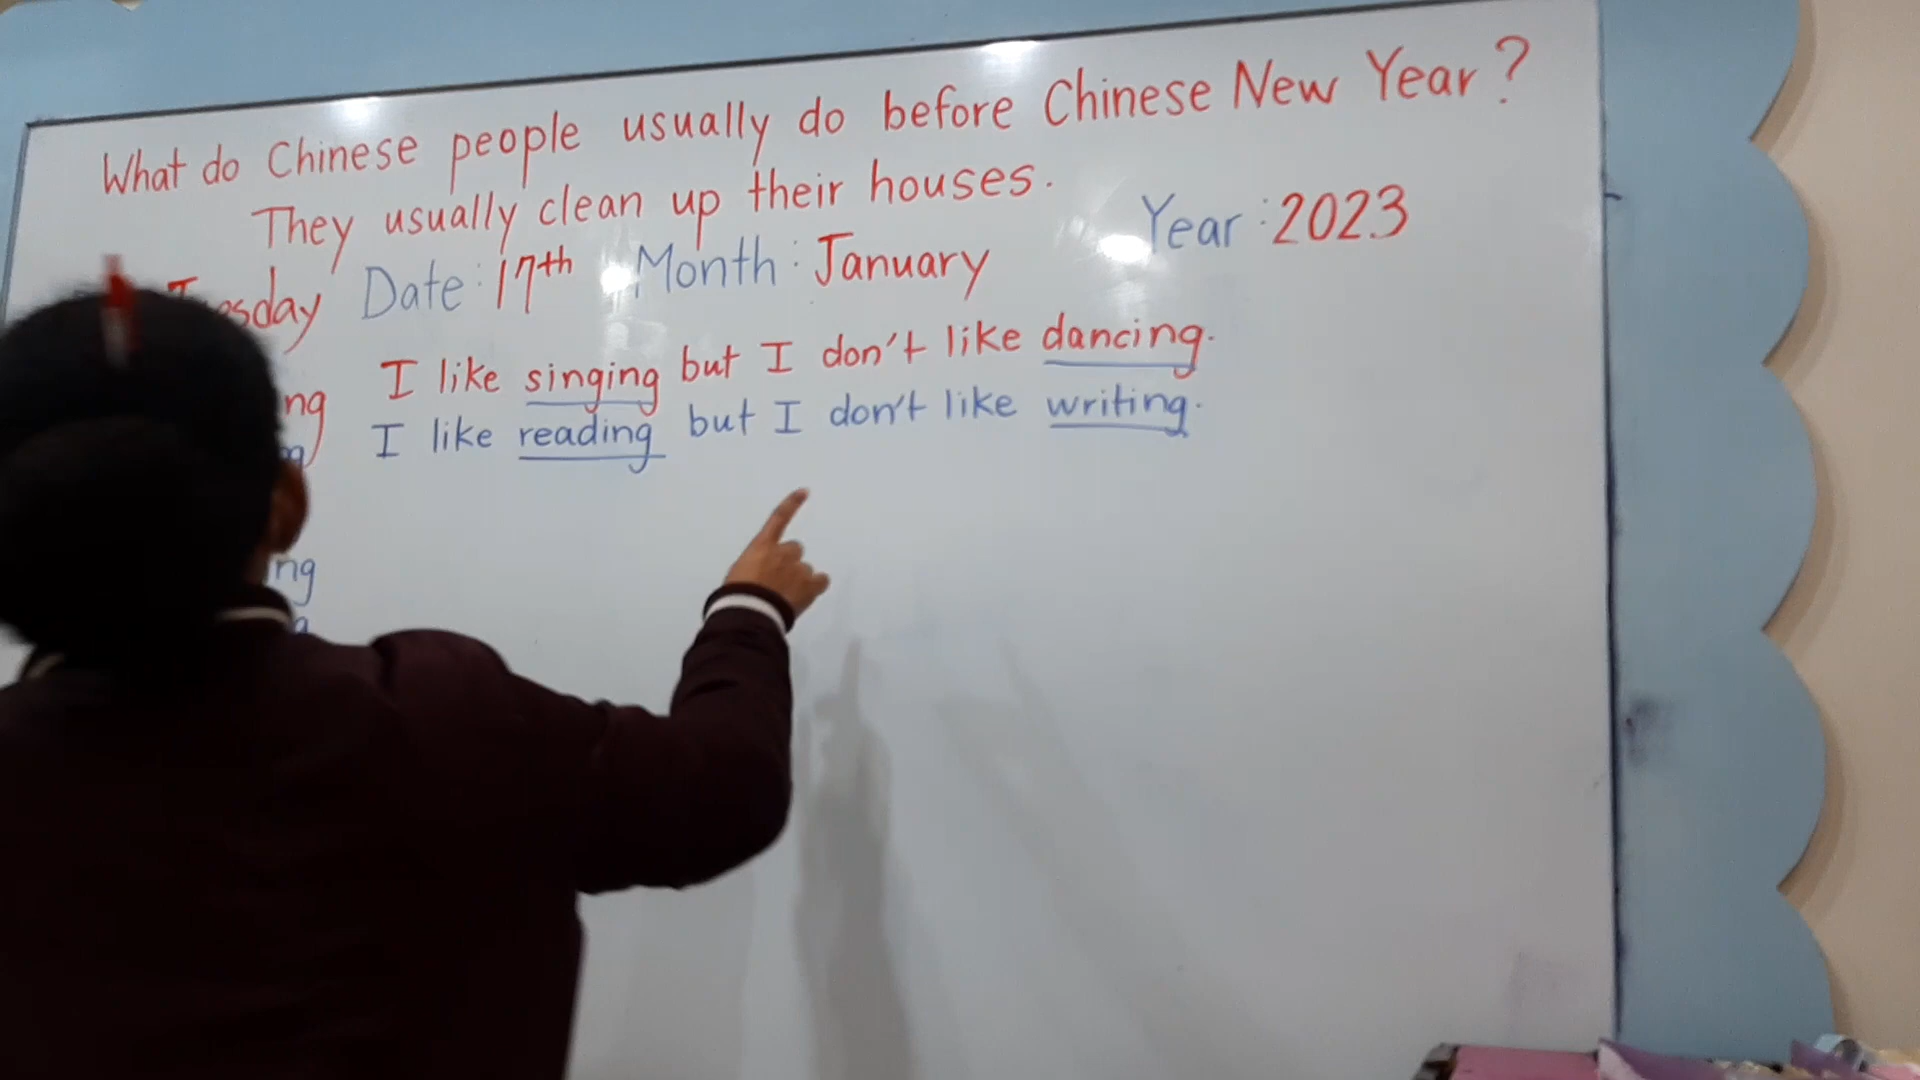 What do Chinese people usually do before Chinese New Year?
They usually clean up their houses.
Date: 17th Month: January Year: 2023
I like singing but I don't like dancing.
I like reading but I don't like writing.